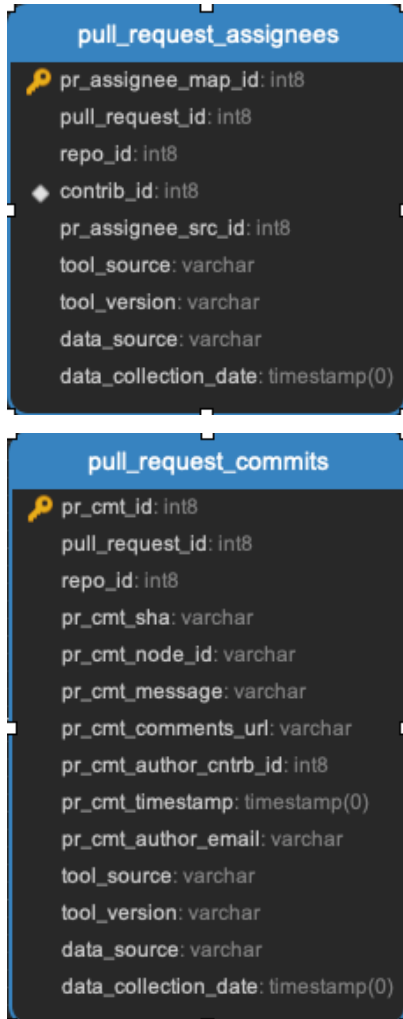 pull_request_assignees
pr_assignee_map_id: int8
pull_request_id: int8
repo_id: int8
contrib_id: int8
pr_assignee_src_id: int8
tool_source: varchar
tool_version: varchar
data_source: varchar
data_collection_date: timestamp(0)
pull_request_commits
pr_cmt_id: int8
pull_request_id: int8
repo_id: int8
pr_cmt_sha: varchar
pr_cmt_node_id: varchar
pr_cmt_message: varchar
pr_cmt_comments_url: varchar
pr_cmt_author_cntrb_id: int8
pr_cmt_timestamp: timestamp(0)
pr_cmt_author_email: varchar
tool_source: varchar
tool_version: varchar
data_source: varchar
data_collection_date: timestamp(0)